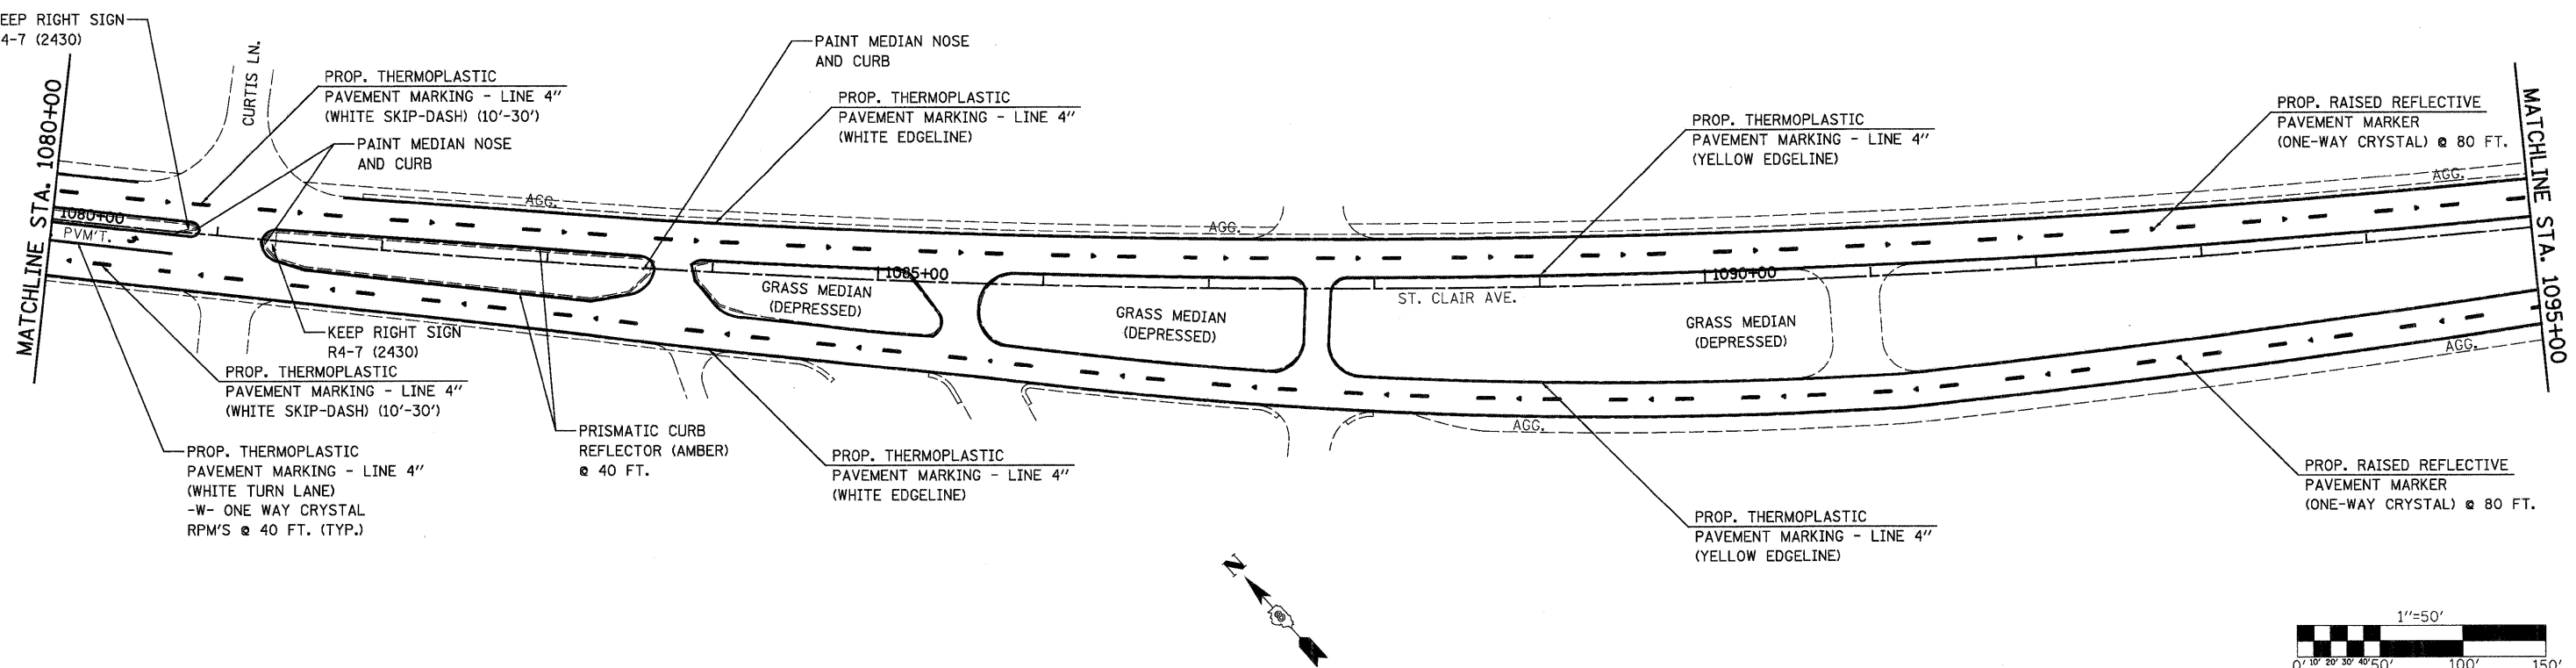 EEP RIGHT SIGN
4-7 (2430)
MATCHLINE STA. 1080+00
CURTIS LN.
PROP. THERMOPLASTIC
PAVEMENT MARKING - LINE 4"
(WHITE SKIP-DASH) (10'-30')
PAINT MEDIAN NOSE
AND CURB
PAINT MEDIAN NOSE
AND CURB
PROP. THERMOPLASTIC
PAVEMENT MARKING - LINE 4"
(WHITE EDGELINE)
PROP. THERMOPLASTIC
PAVEMENT MARKING - LINE 4"
(YELLOW EDGELINE)
PROP. RAISED REFLECTIVE
PAVEMENT MARKER
(ONE-WAY CRYSTAL) @ 80 FT.
MATCHLINE STA. 1095+00
AGG.
AGG.
AGG.
1080+00
PVM'T.
1085+00
1090+00
GRASS MEDIAN
(DEPRESSED)
GRASS MEDIAN
(DEPRESSED)
ST. CLAIR AVE.
GRASS MEDIAN
(DEPRESSED)
AGG.
AGG.
KEEP RIGHT SIGN
R4-7 (2430)
PROP. THERMOPLASTIC
PAVEMENT MARKING - LINE 4"
(WHITE SKIP-DASH) (10'-30')
PROP. THERMOPLASTIC
PAVEMENT MARKING - LINE 4"
(WHITE TURN LANE)
-W- ONE WAY CRYSTAL
RPM'S @ 40 FT. (TYP.)
PRISMATIC CURB
REFLECTOR (AMBER)
@ 40 FT.
PROP. THERMOPLASTIC
PAVEMENT MARKING - LINE 4"
(WHITE EDGELINE)
PROP. THERMOPLASTIC
PAVEMENT MARKING - LINE 4"
(YELLOW EDGELINE)
PROP. RAISED REFLECTIVE
PAVEMENT MARKER
(ONE-WAY CRYSTAL) @ 80 FT.
N
1"=50'
0' 10' 20' 30' 40' 50' 100' 150'